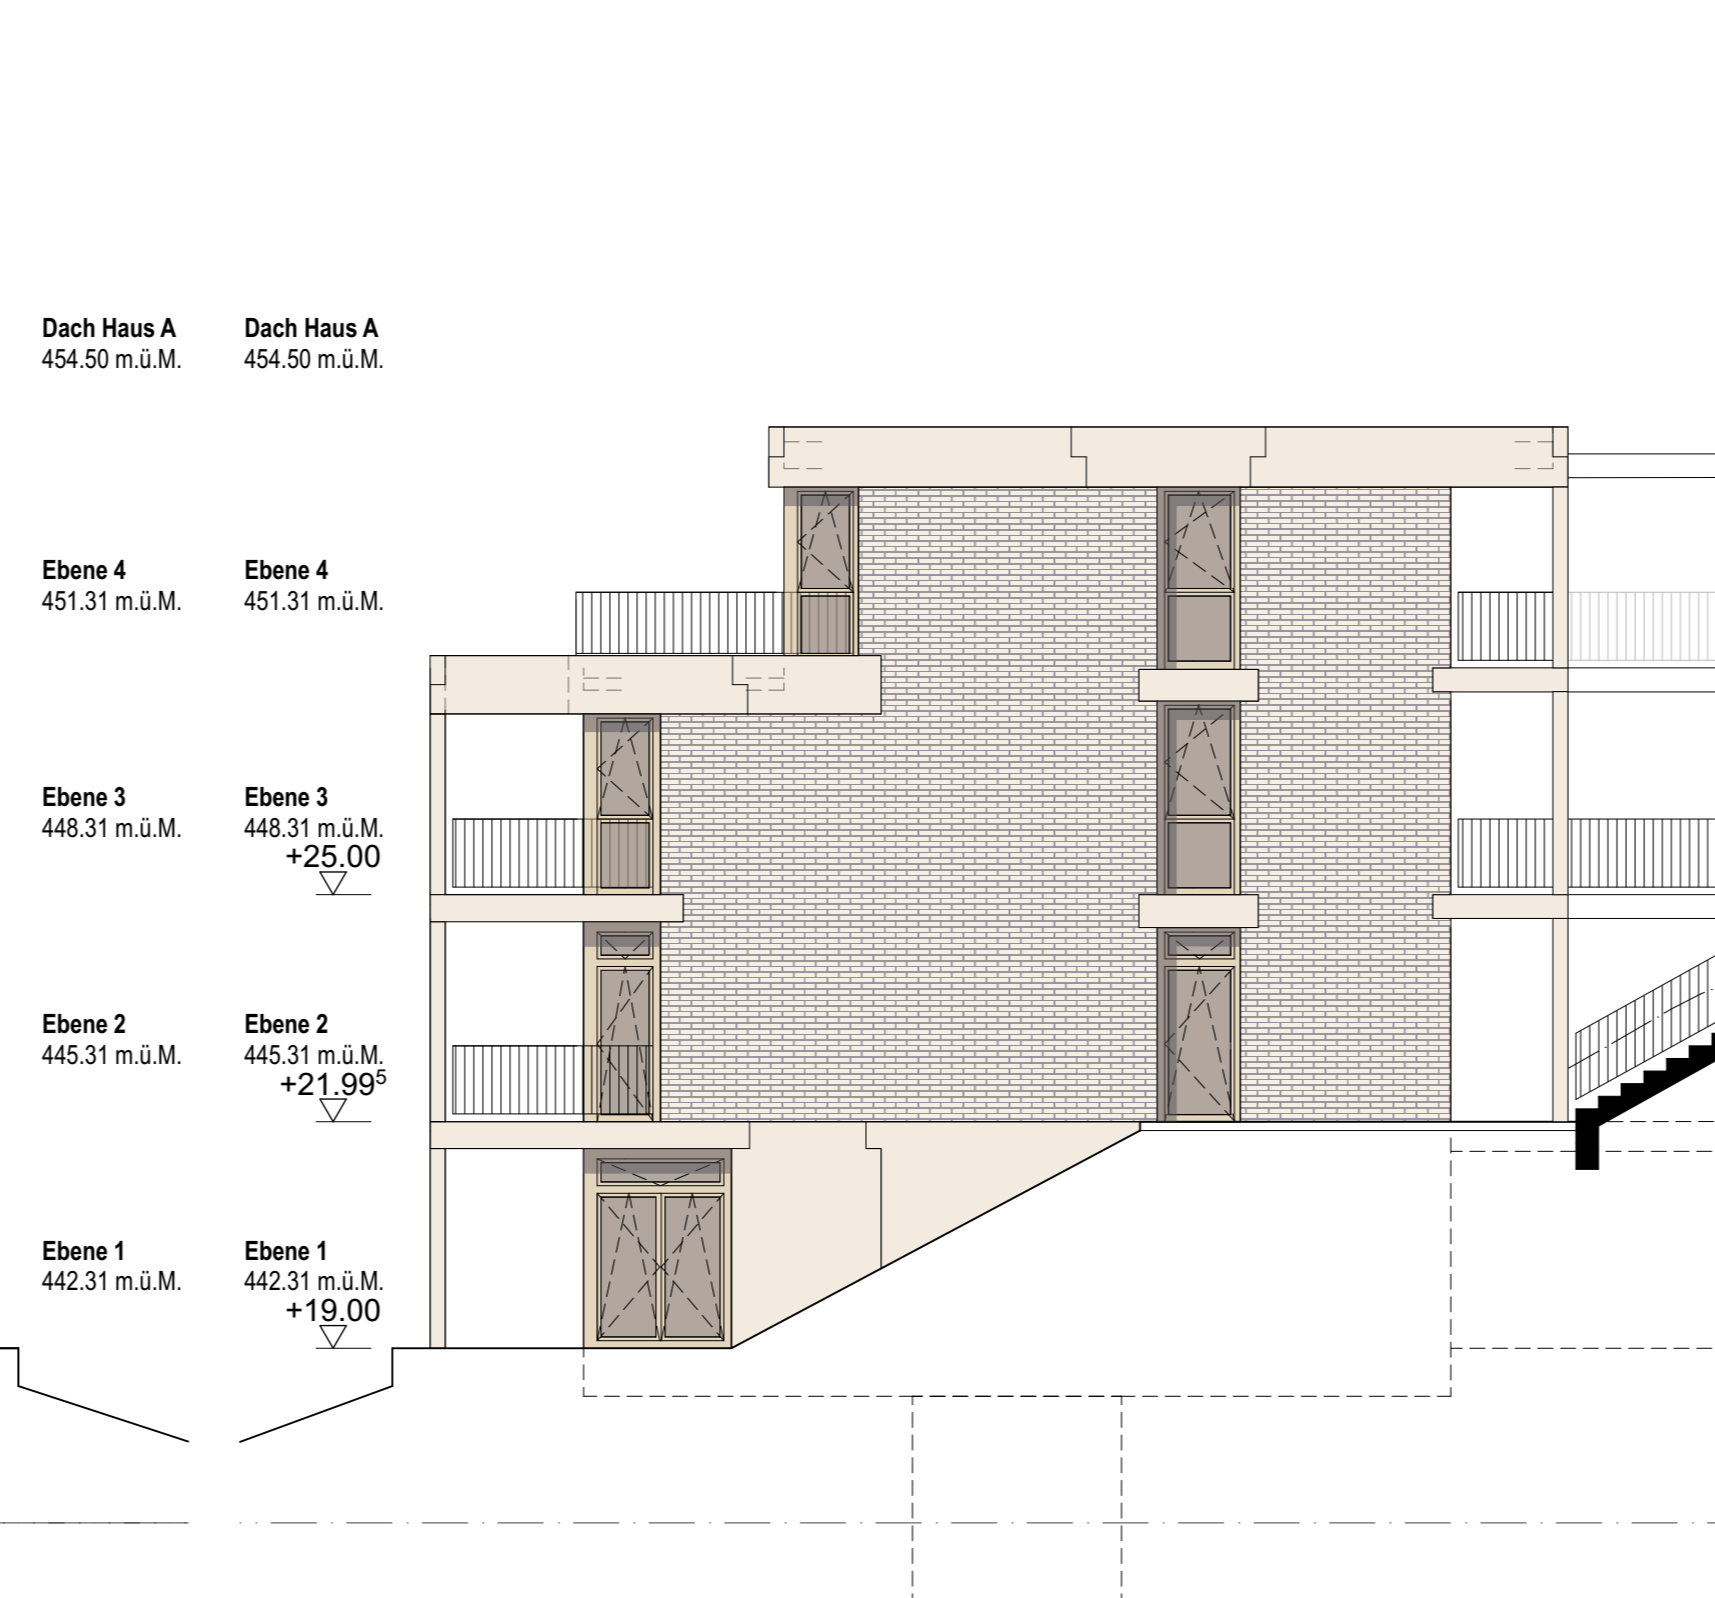 Dach Haus A Dach Haus A
454.50 m.ü.M. 454.50 m.ü.M.
Ebene 4 Ebene 4
451.31 m.ü.M. 451.31 m.ü.M.
Ebene 3 Ebene 3
448.31 m.ü.M. 448.31 m.ü.M.
+25.00
Ebene 2 Ebene 2
445.31 m.ü.M. 445.31 m.ü.M.
+21.99⁵
Ebene 1 Ebene 1
442.31 m.ü.M. 442.31 m.ü.M.
+19.00